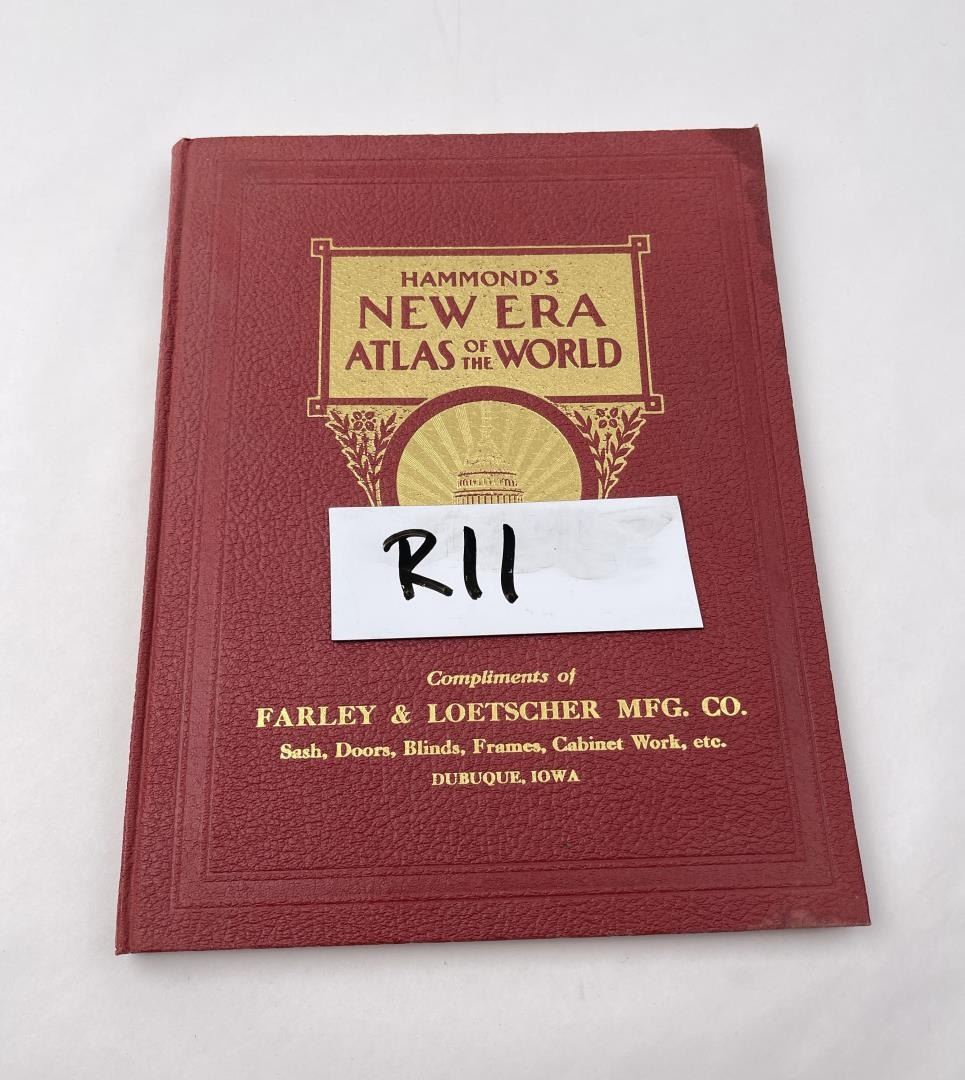 HAMMOND'S
NEW ERA
ATLAS OF THE WORLD
R11
Compliments of
FARLEY & LOETSCHER MFG. CO.
Sash, Doors, Blinds, Frames, Cabinet Work, etc.
DUBUQUE, IOWA